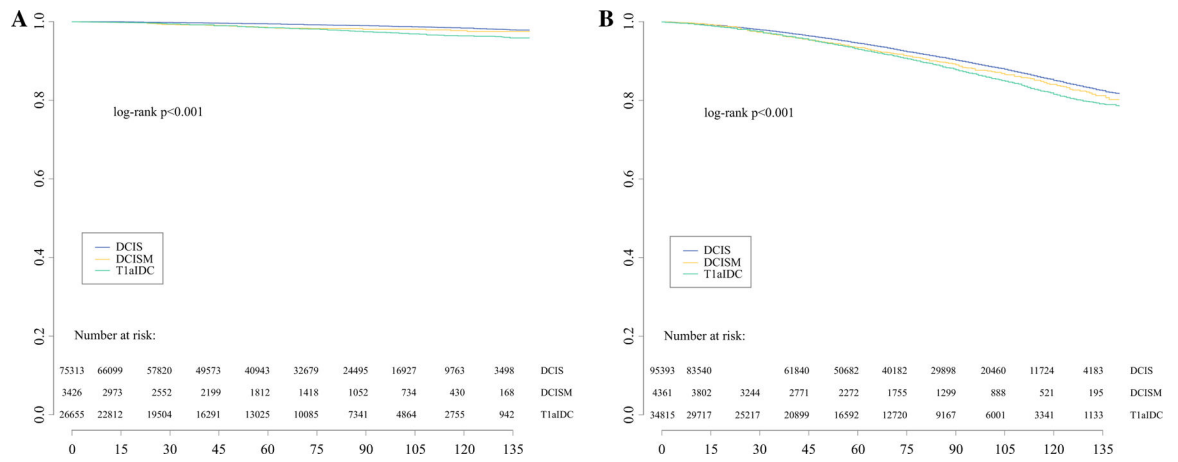 A
1.0
0.8
0.6
0.4
0.2
0.0
log-rank p<0.001
DCIS
DCISM
T1aIDC
Number at risk:
75313 66099 57820 49573 40943 32679 24495 16927 9763 3498 DCIS
3426 2973 2552 2199 1812 1418 1052 734 430 168 DCISM
26655 22812 19504 16291 13025 10085 7341 4864 2755 942 T1aIDC
0 15 30 45 60 75 90 105 120 135
B
1.0
0.8
0.6
0.4
0.2
0.0
log-rank p<0.001
DCIS
DCISM
T1aIDC
Number at risk:
95393 83540 61840 50682 40182 29898 20460 11724 4183 DCIS
4361 3802 3244 2771 2272 1755 1299 888 521 195 DCISM
34815 29717 25217 20899 16592 12720 9167 6001 3341 1133 T1aIDC
0 15 30 45 60 75 90 105 120 135